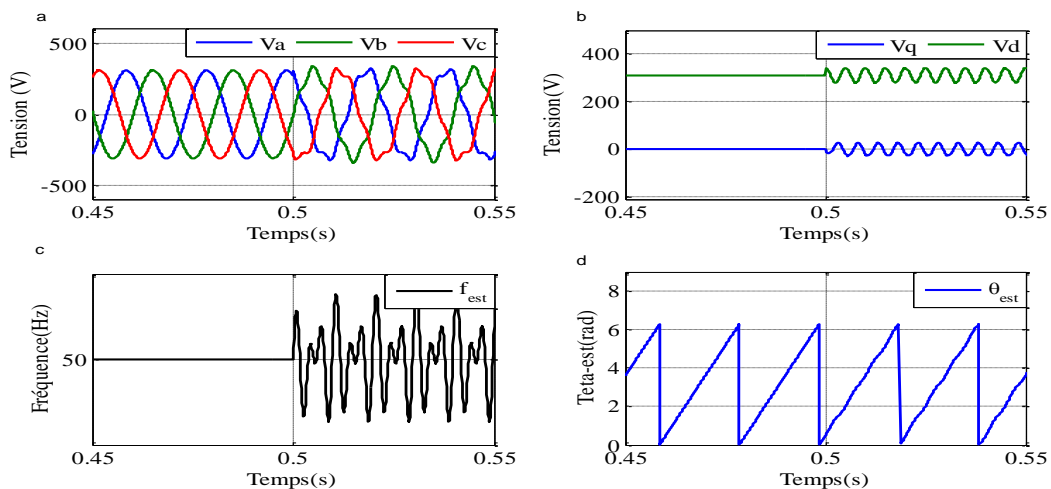 a
Va Vb Vc
Tension (V)
500
0
-500
0.45 0.5 0.55
Temps(s)
b
Vq Vd
Tension(V)
400
200
0
-200
0.45 0.5 0.55
Temps(s)
c
f_est
Fréquence(Hz)
50
0.45 0.5 0.55
Temps(s)
d
θ_est
Teta-est(rad)
8
6
4
2
0
0.45 0.5 0.55
Temps(s)